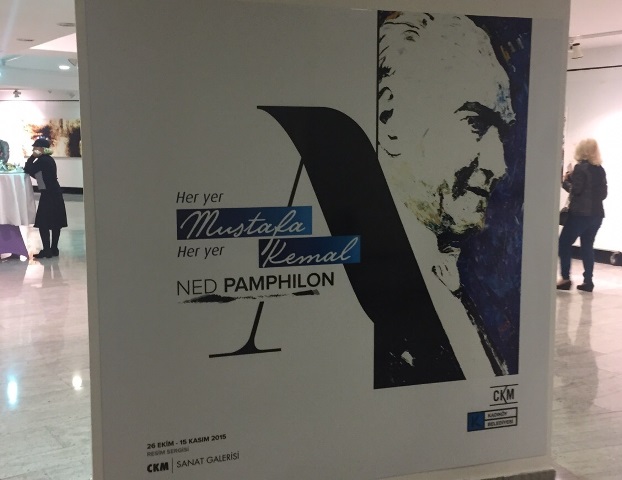 A
Her yer
Mustafa
Her yer Kemal
NED PAMPHILON
CKM
KADIKÖY
BELEDİYESİ
26 EKİM - 15 KASIM 2015
RESİM SERGİSİ
CKM SANAT GALERİSİ